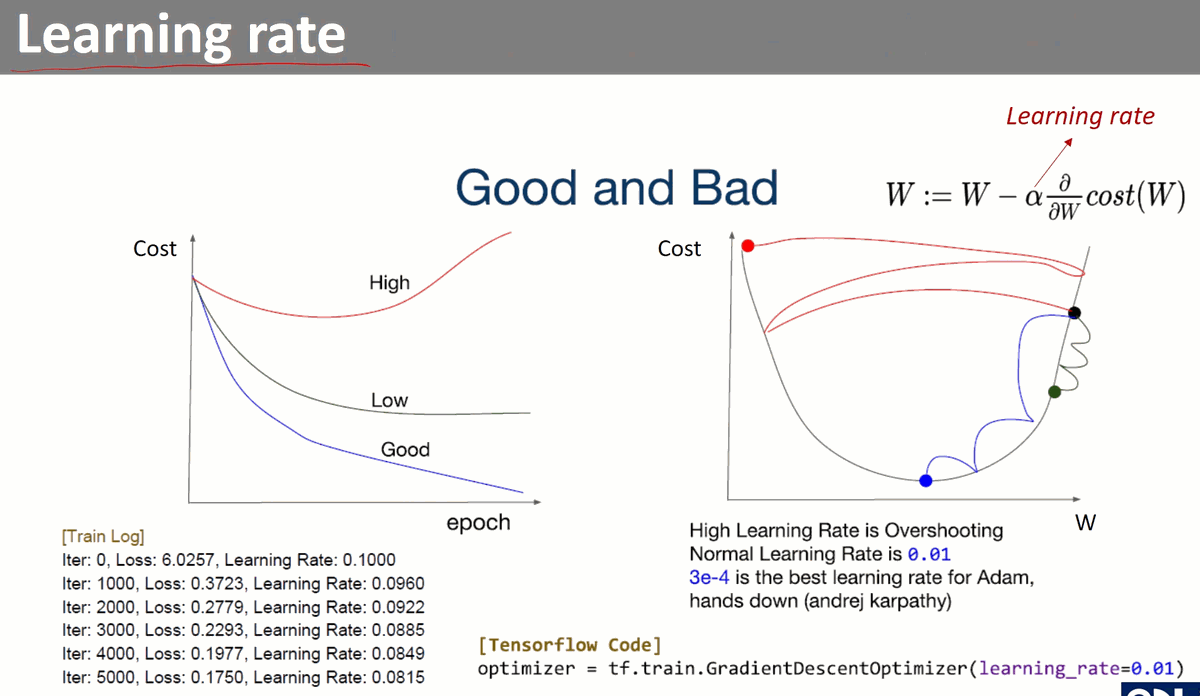 Learning rate
Learning rate
Good and Bad
W := W − α ∂/∂W cost(W)
Cost
High
Low
Good
epoch
Cost
W
[Train Log]
Iter: 0, Loss: 6.0257, Learning Rate: 0.1000
Iter: 1000, Loss: 0.3723, Learning Rate: 0.0960
Iter: 2000, Loss: 0.2779, Learning Rate: 0.0922
Iter: 3000, Loss: 0.2293, Learning Rate: 0.0885
Iter: 4000, Loss: 0.1977, Learning Rate: 0.0849
Iter: 5000, Loss: 0.1750, Learning Rate: 0.0815
High Learning Rate is Overshooting
Normal Learning Rate is 0.01
3e-4 is the best learning rate for Adam,
hands down (andrej karpathy)
[Tensorflow Code]
optimizer = tf.train.GradientDescentOptimizer(learning_rate=0.01)